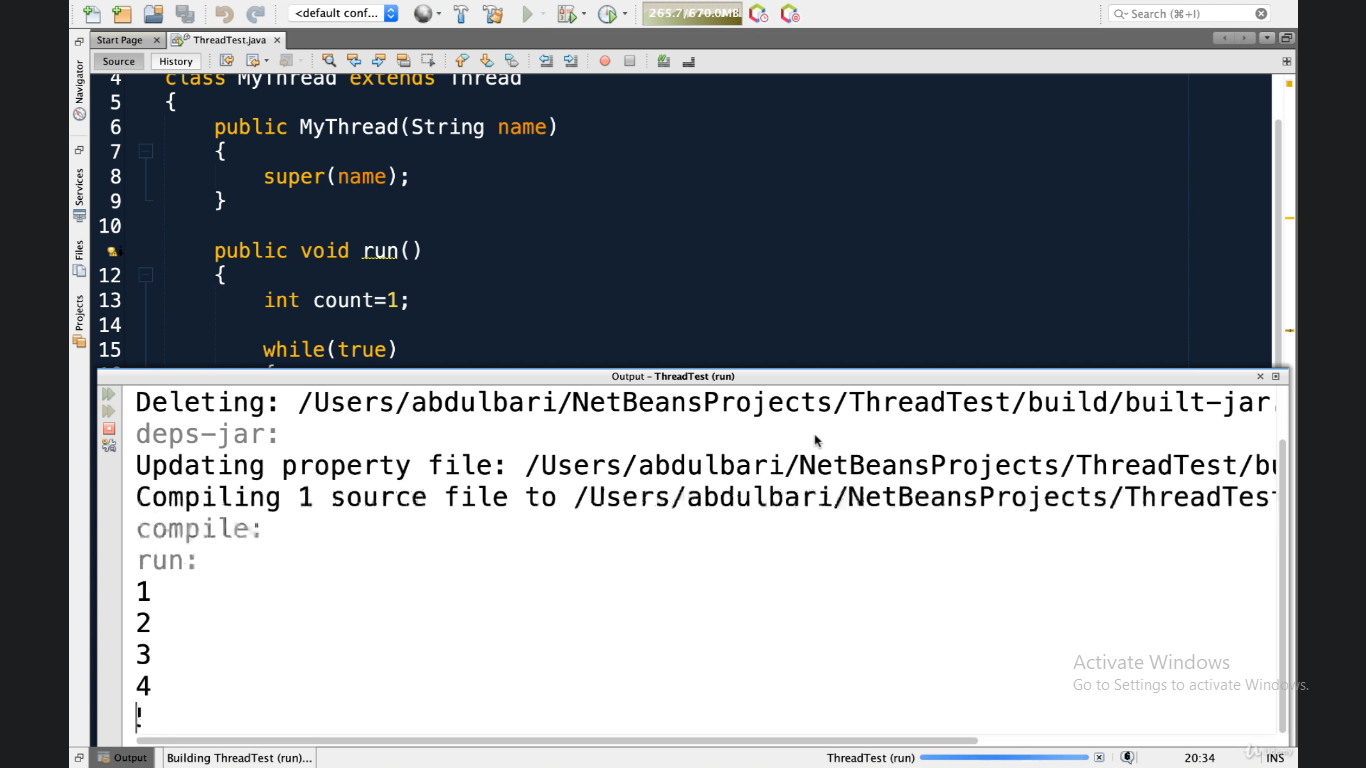 <default conf...
265.7/670.0MB
Search (⌘+I)
Start Page
ThreadTest.java
Source
History
Navigator
Services
Files
Projects
4 class MyThread extends Thread
5 {
6 public MyThread(String name)
7 {
8 super(name);
9 }
10
public void run()
12 {
13 int count=1;
14
15 while(true)
Output - ThreadTest (run)
Deleting: /Users/abdulbari/NetBeansProjects/ThreadTest/build/built-jar.
deps-jar:
Updating property file: /Users/abdulbari/NetBeansProjects/ThreadTest/bu
Compiling 1 source file to /Users/abdulbari/NetBeansProjects/ThreadTest
compile:
run:
1
2
3
4
Activate Windows
Go to Settings to activate Windows.
Output
Building ThreadTest (run)...
ThreadTest (run)
20:34
INS